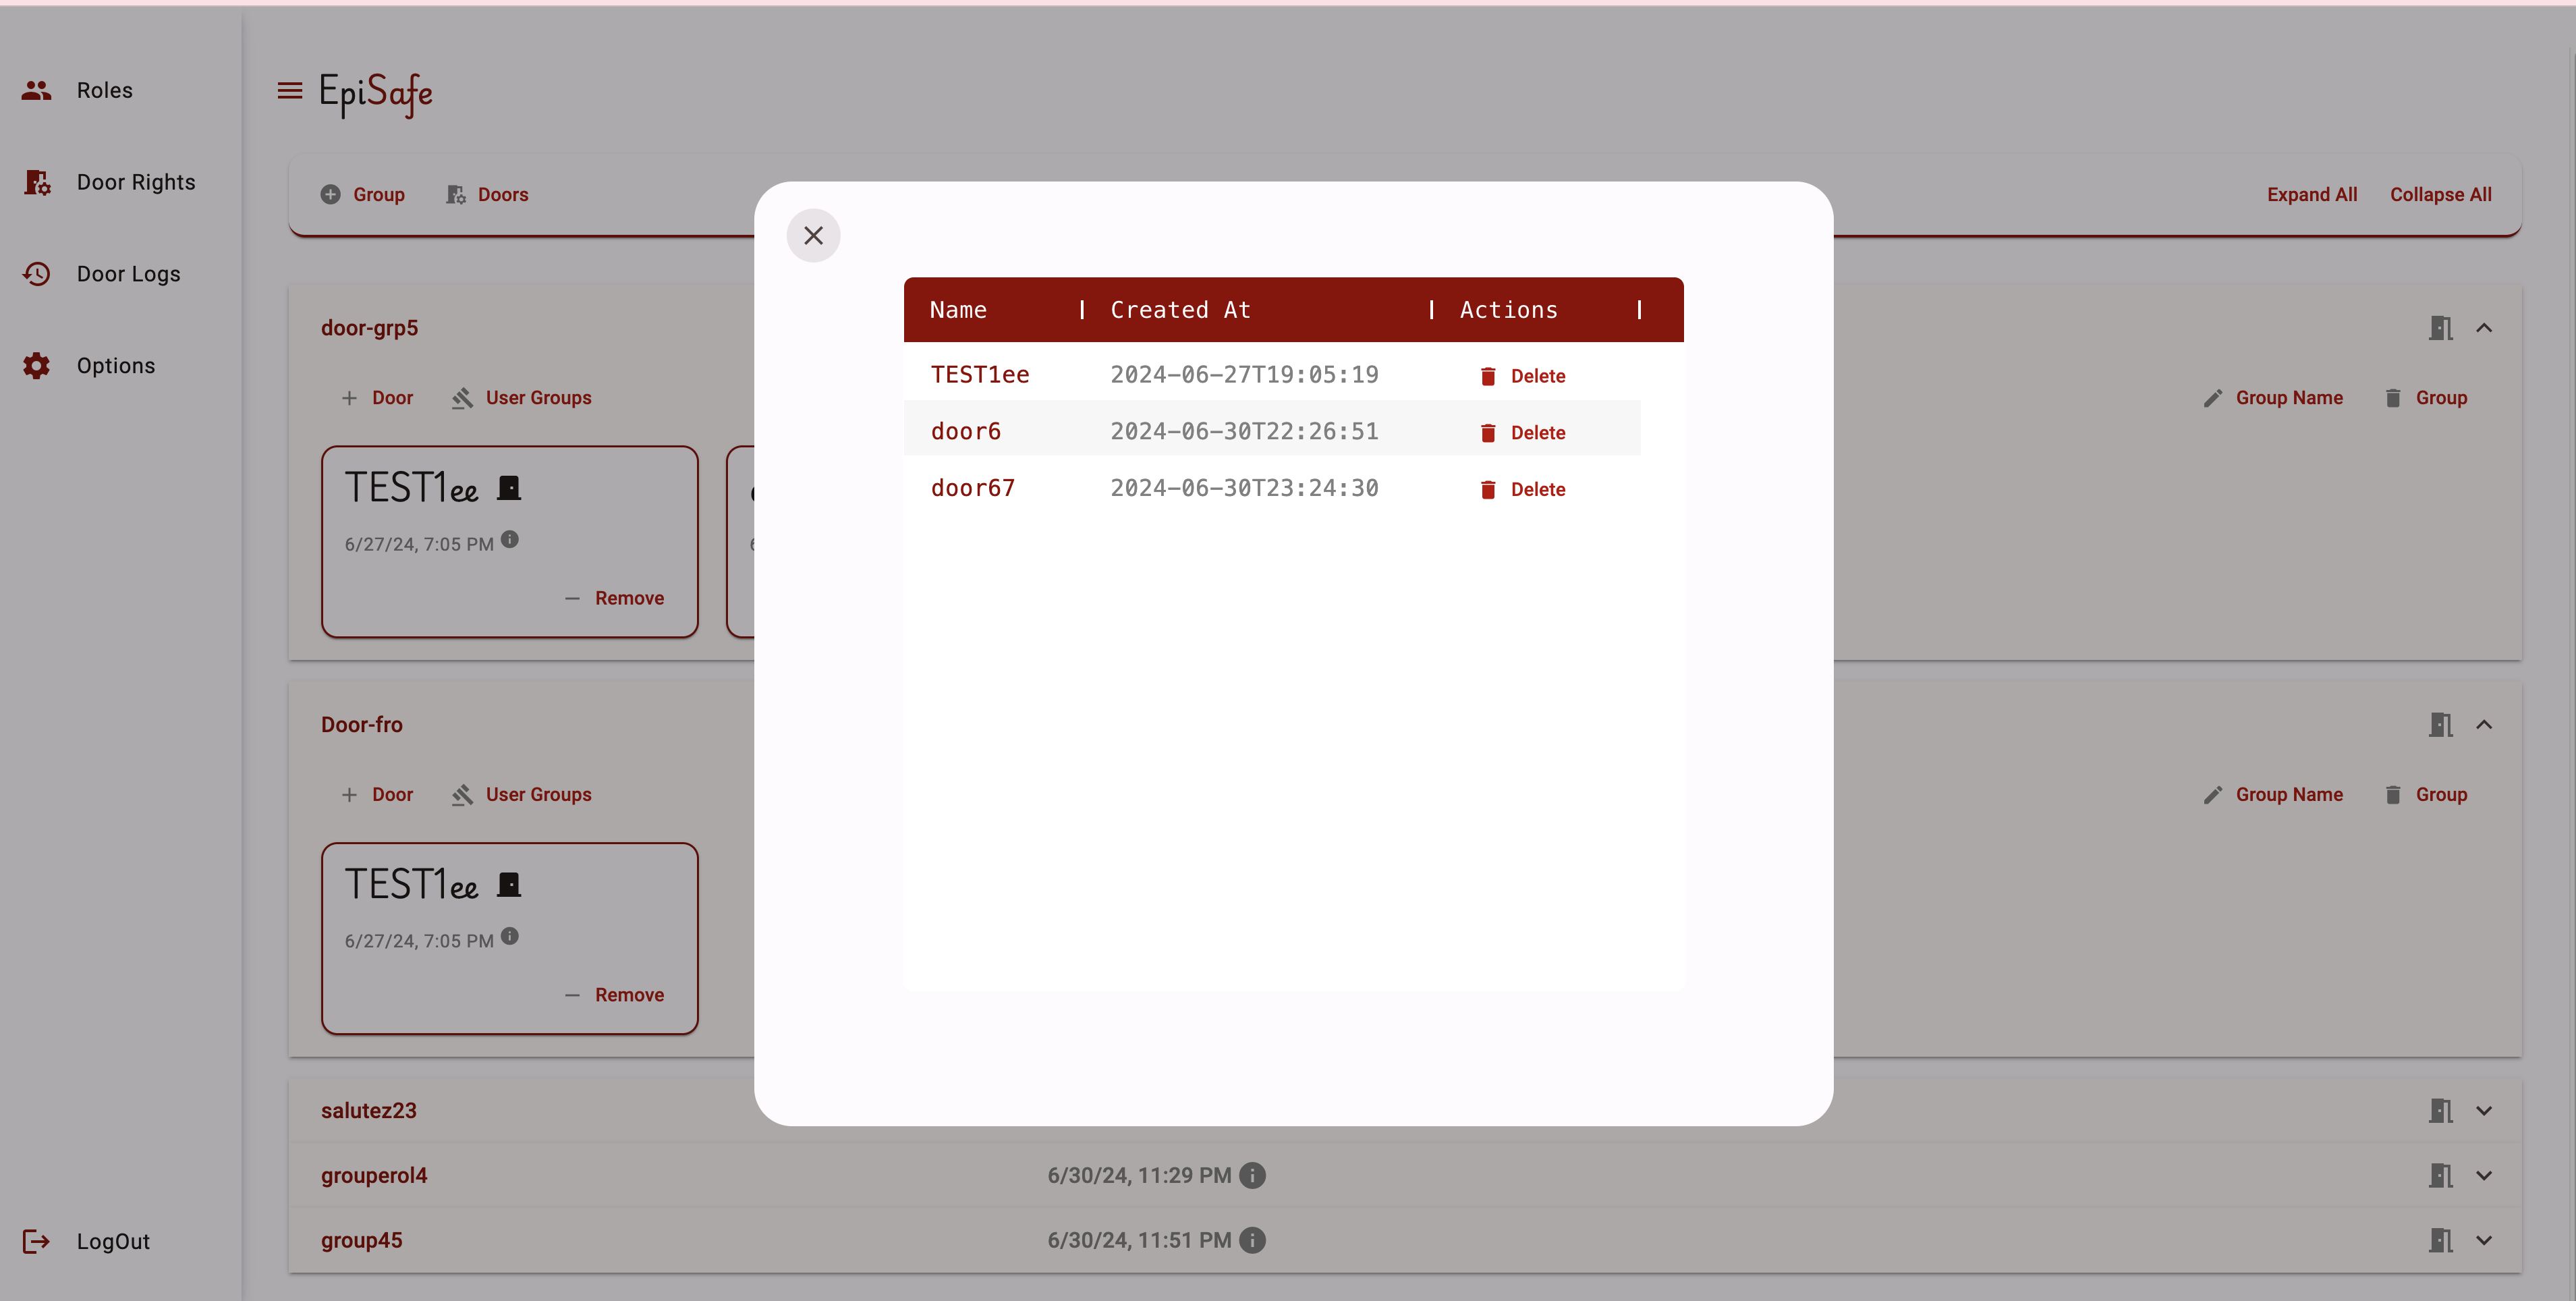 Roles
Door Rights
Door Logs
Options
LogOut
EpiSafe
Group Doors Expand All Collapse All
door-grp5
Door User Groups Group Name Group
TEST1ee
6/27/24, 7:05 PM
Remove
Door-fro
Door User Groups Group Name Group
TEST1ee
6/27/24, 7:05 PM
Remove
salutez23
grouperol4 6/30/24, 11:29 PM
group45 6/30/24, 11:51 PM
Name Created At Actions
TEST1ee 2024-06-27T19:05:19 Delete
door6 2024-06-30T22:26:51 Delete
door67 2024-06-30T23:24:30 Delete